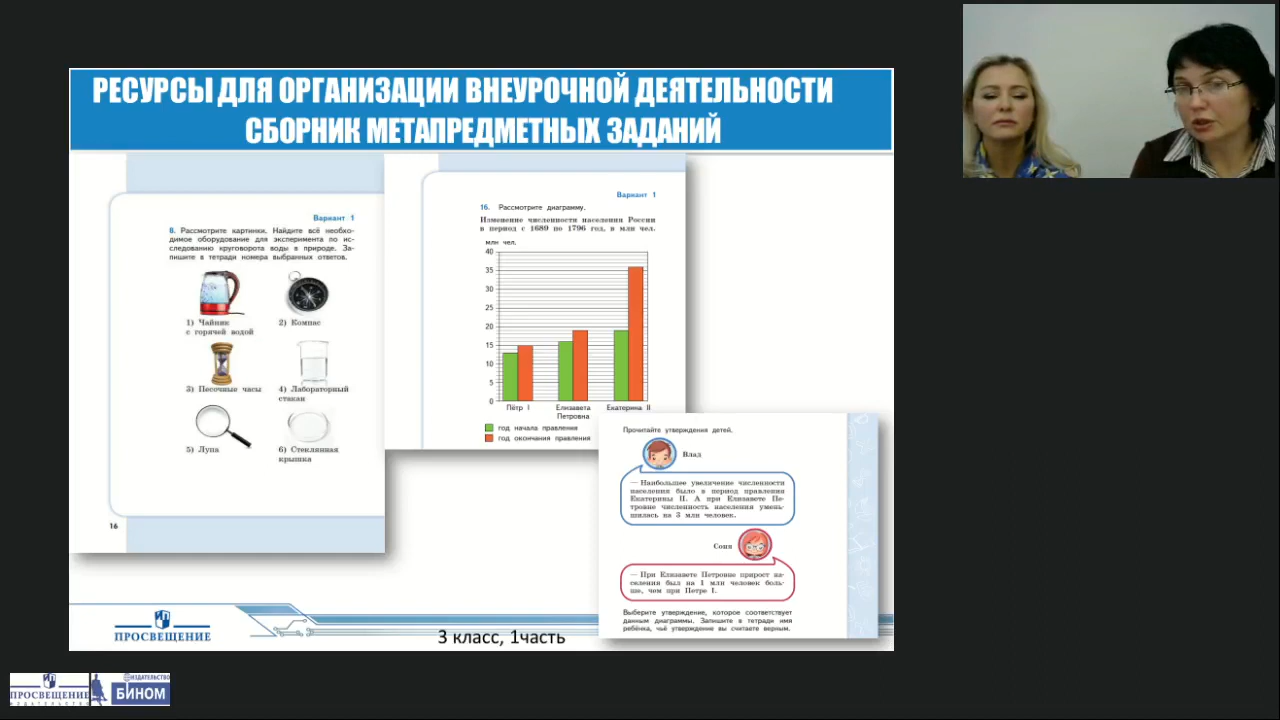 РЕСУРСЫ ДЛЯ ОРГАНИЗАЦИИ ВНЕУРОЧНОЙ ДЕЯТЕЛЬНОСТИ
СБОРНИК МЕТАПРЕДМЕТНЫХ ЗАДАНИЙ
Вариант 1
8. Рассмотрите картинки. Найдите всё необхо-
димое оборудование для эксперимента по ис-
следованию круговорота воды в природе. За-
пишите в тетради номера выбранных ответов.
1) Чайник
с горячей водой
2) Компас
3) Песочные часы
4) Лабораторный
стакан
5) Лупа
6) Стеклянная
крышка
16
Вариант 1
16. Рассмотрите диаграмму.
Изменение численности населения России
в период с 1689 по 1796 год, в млн чел.
млн чел.
40
35
30
25
20
15
10
5
0
Пётр I
Елизавета
Петровна
Екатерина II
год начала правления
год окончания правления
Прочитайте утверждения детей.
Влад
— Наибольшее увеличение численности
населения было в период правления
Екатерины II. А при Елизавете Пе-
тровне численность населения умень-
шилась на 3 млн человек.
Соня
— При Елизавете Петровне прирост на-
селения был на 1 млн человек боль-
ше, чем при Петре I.
Выберите утверждение, которое соответствует
данным диаграммы. Запишите в тетради имя
ребёнка, чьё утверждение вы считаете верным.
ПРОСВЕЩЕНИЕ
3 класс, 1часть
ПРОСВЕЩЕНИЕ
ИЗДАТЕЛЬСТВО
ИЗДАТЕЛЬСТВО
БИНОМ